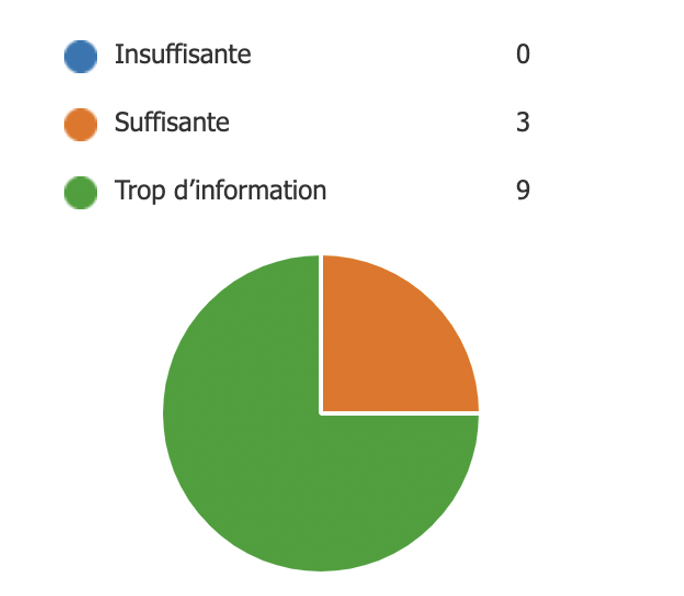 Insuffisante 0
Suffisante 3
Trop d’information 9